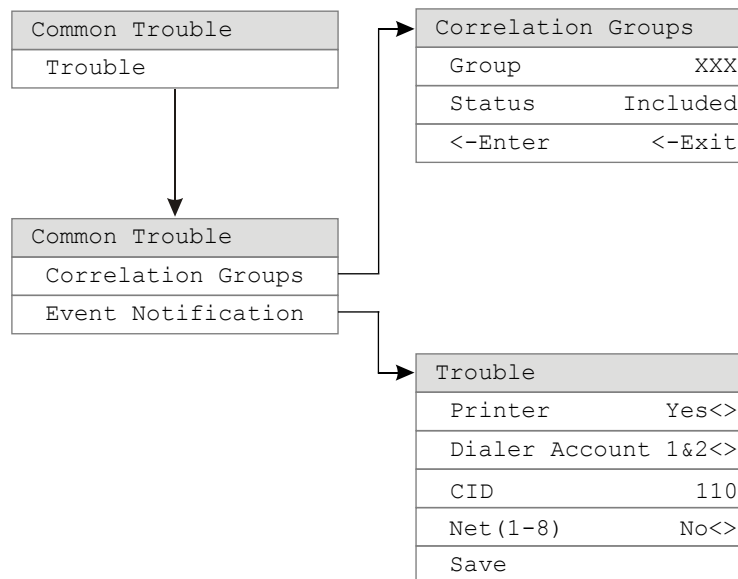 Common Trouble
Trouble
Common Trouble
Correlation Groups
Event Notification
Correlation Groups
Group XXX
Status Included
<-Enter <-Exit
Trouble
Printer Yes<>
Dialer Account 1&2<>
CID 110
Net(1-8) No<>
Save